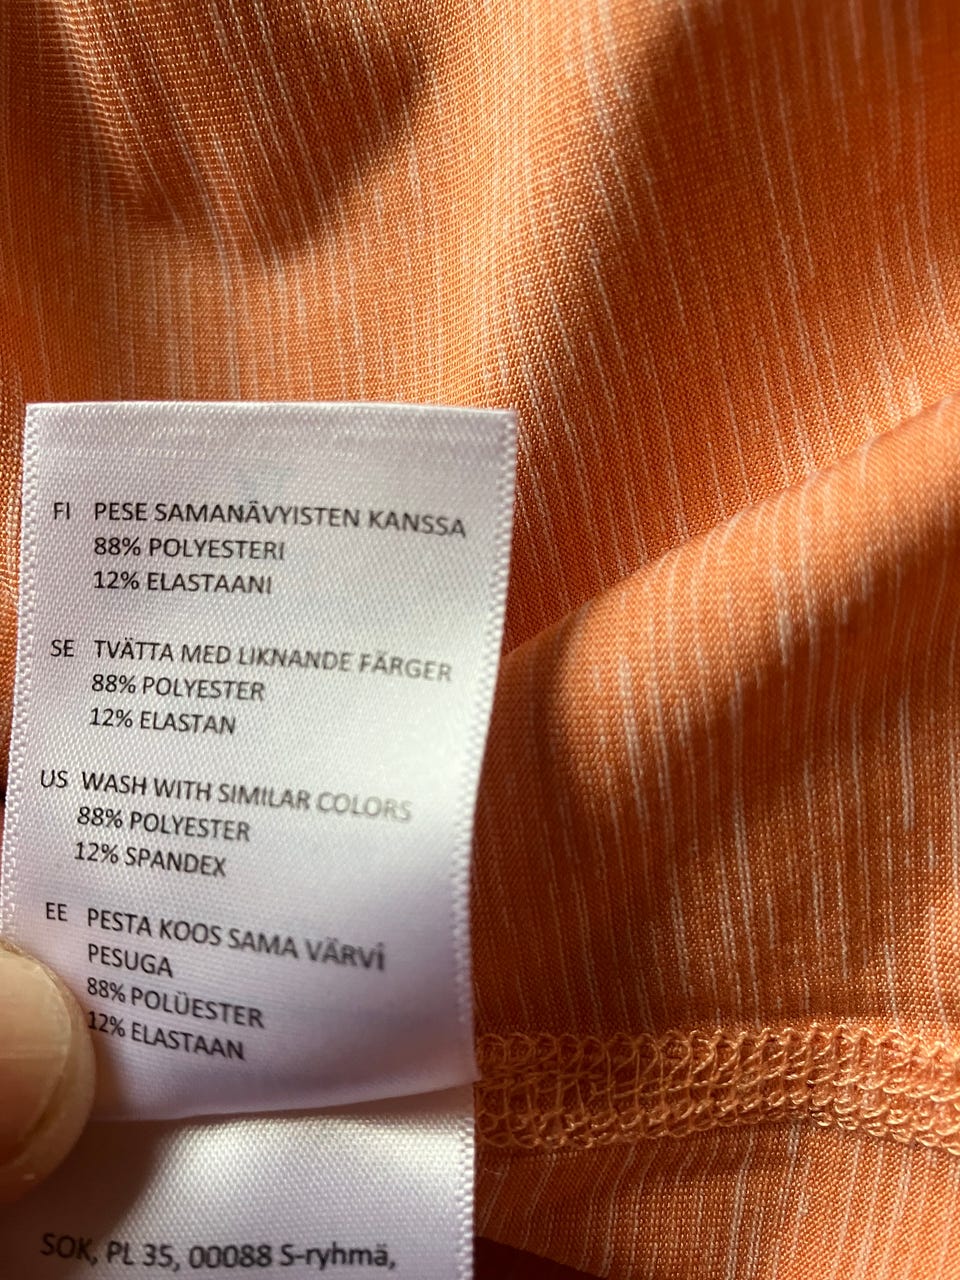 FI PESE SAMANÄVYISTEN KANSSA
88% POLYESTERI
12% ELASTAANI
SE TVÄTTA MED LIKNANDE FÄRGER
88% POLYESTER
12% ELASTAN
US WASH WITH SIMILAR COLORS
88% POLYESTER
12% SPANDEX
EE PESTA KOOS SAMA VÄRVİ
PESUGA
88% POLÜESTER
12% ELASTAAN
SOK, PL 35, 00088 S-ryhmä,